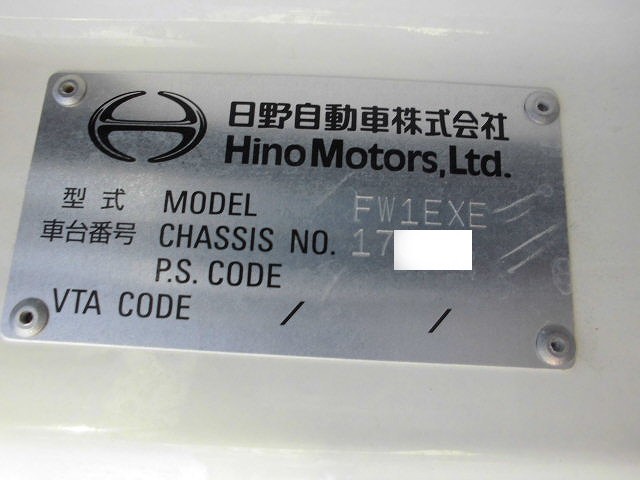 日野自動車株式会社
Hino Motors, Ltd.
型式 MODEL FW1EXE
車台番号 CHASSIS NO. 17
P.S. CODE
VTA CODE / /